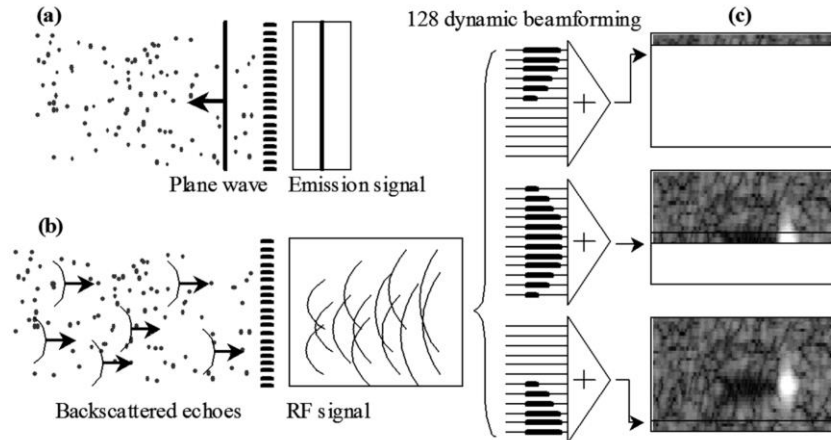 (a)
128 dynamic beamforming
(c)
Plane wave
Emission signal
(b)
Backscattered echoes
RF signal